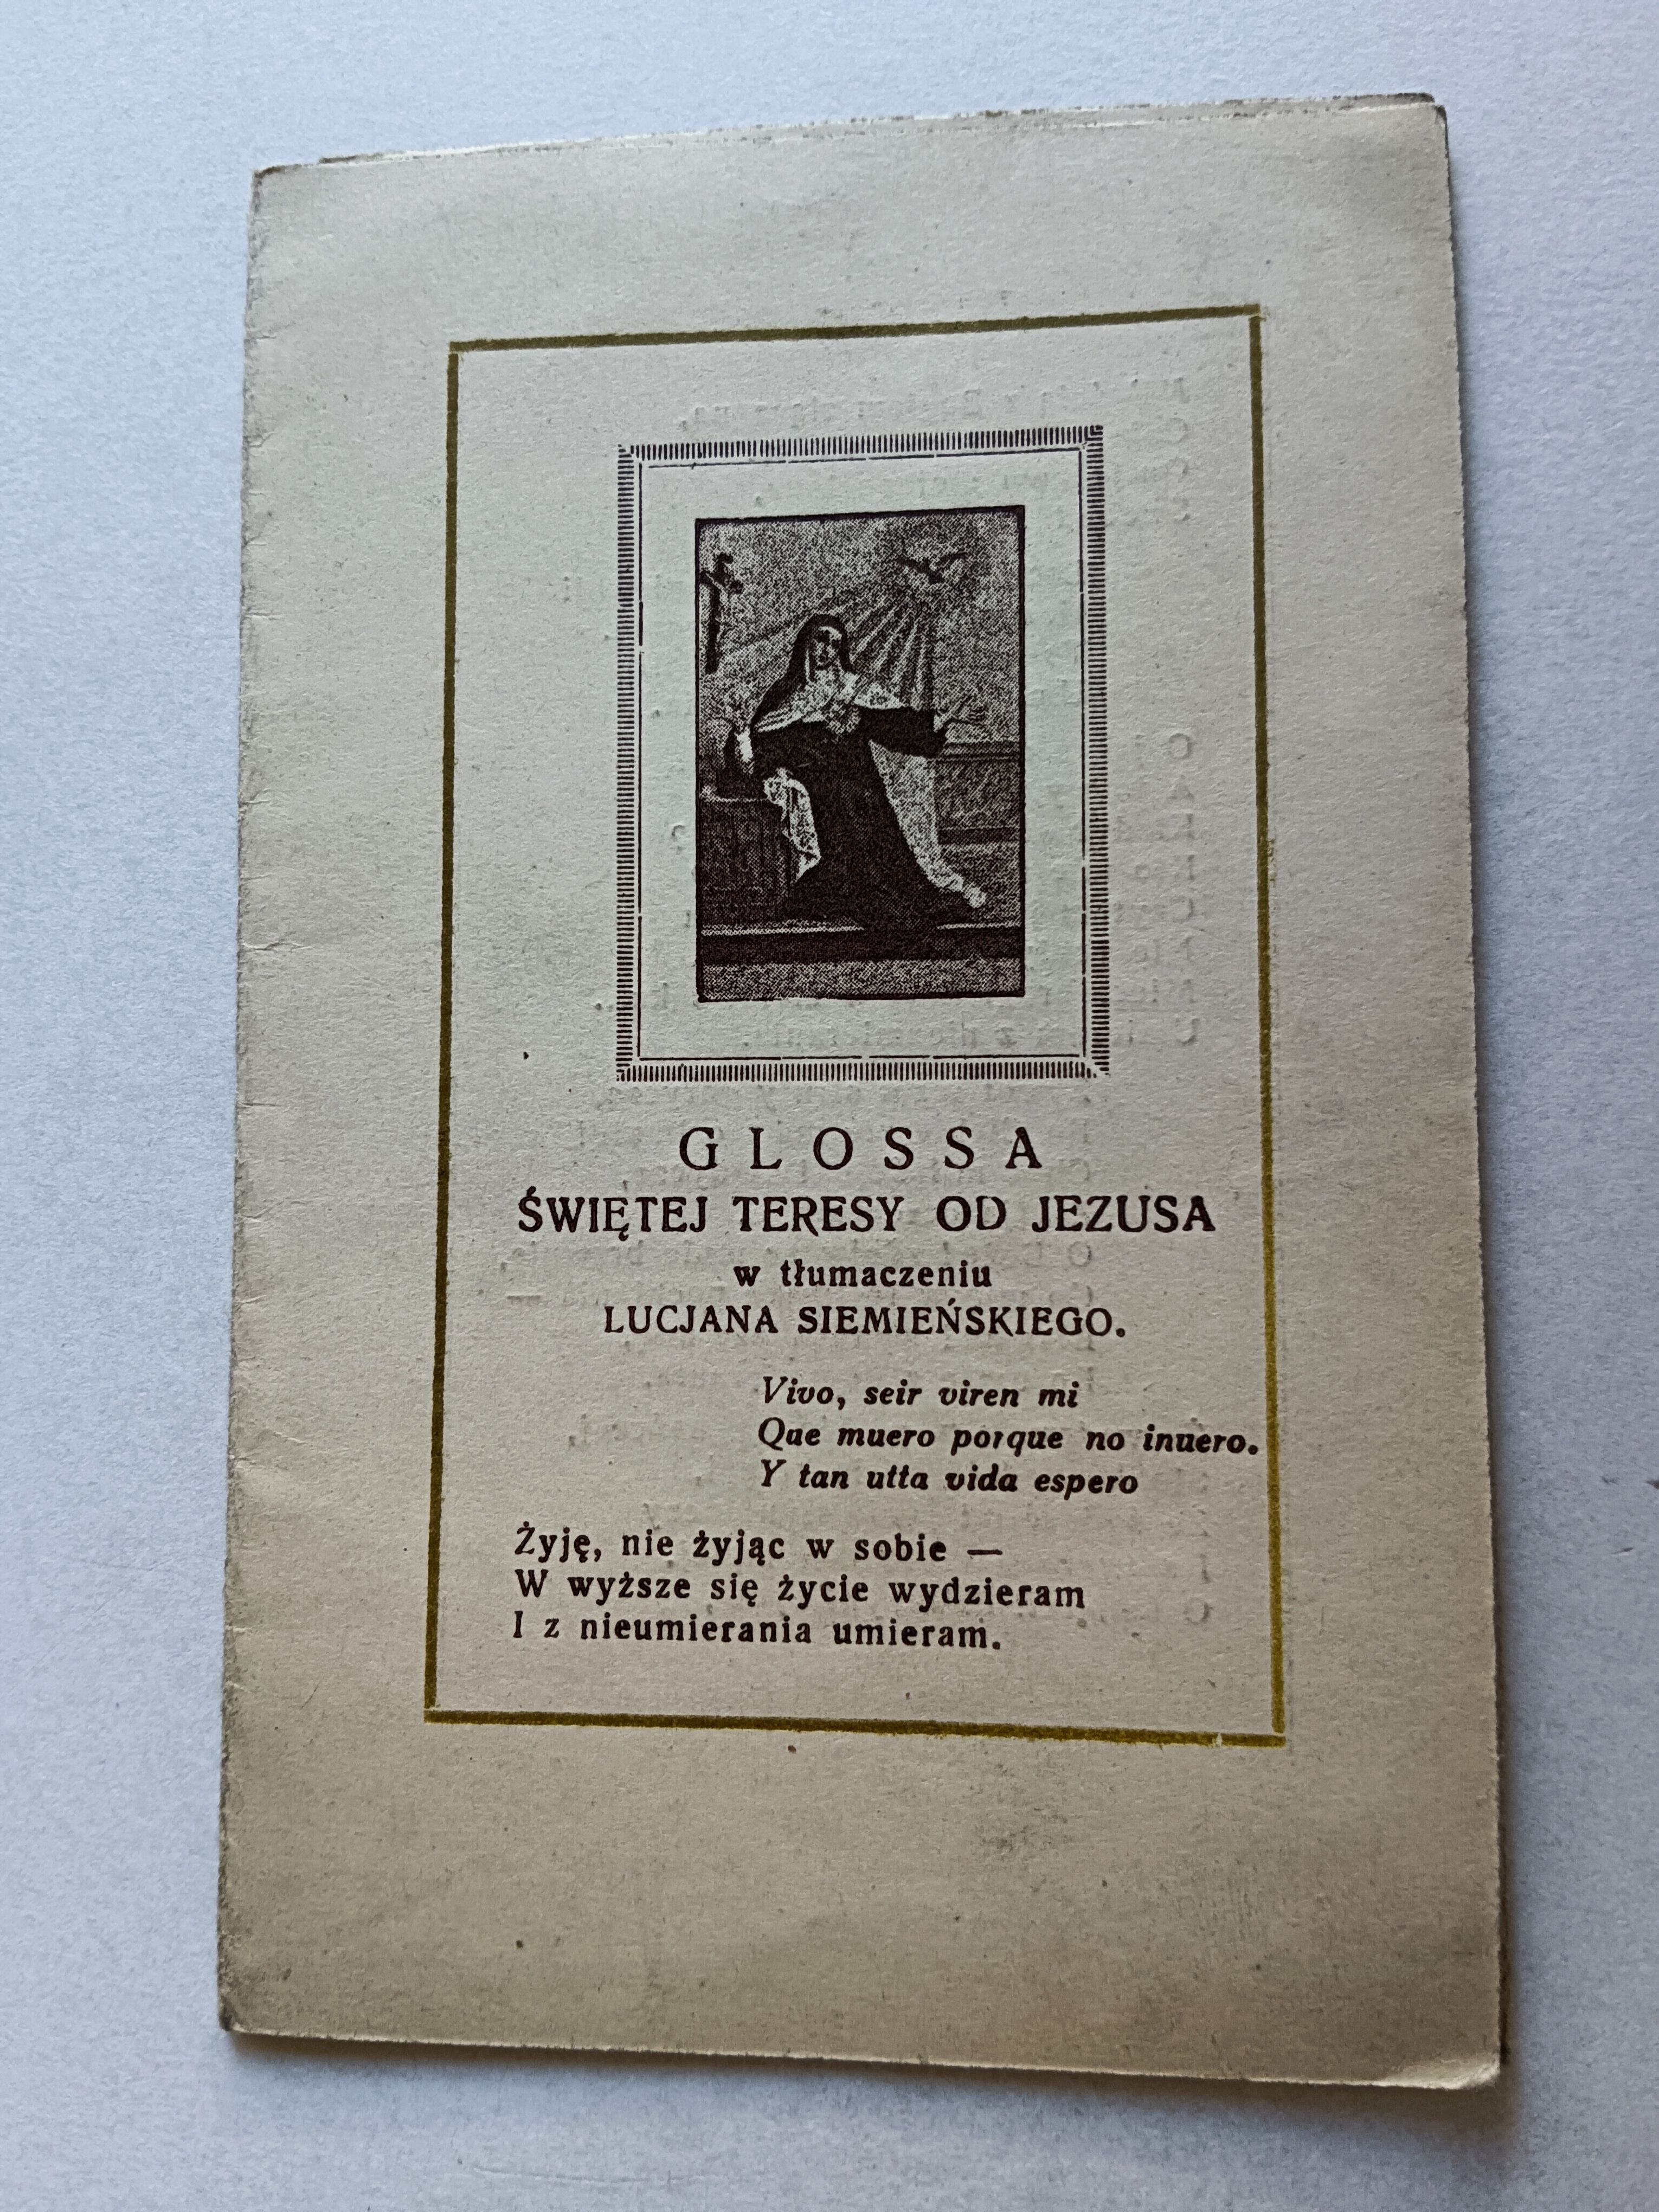 GLOSSA
ŚWIĘTEJ TERESY OD JEZUSA
w tłumaczeniu
LUCJANA SIEMIEŃSKIEGO.
Vivo, seir viren mi
Que muero porque no inuero.
Y tan utta vida espero
Żyję, nie żyjąc w sobie —
W wyższe się życie wydzieram
I z nieumierania umieram.